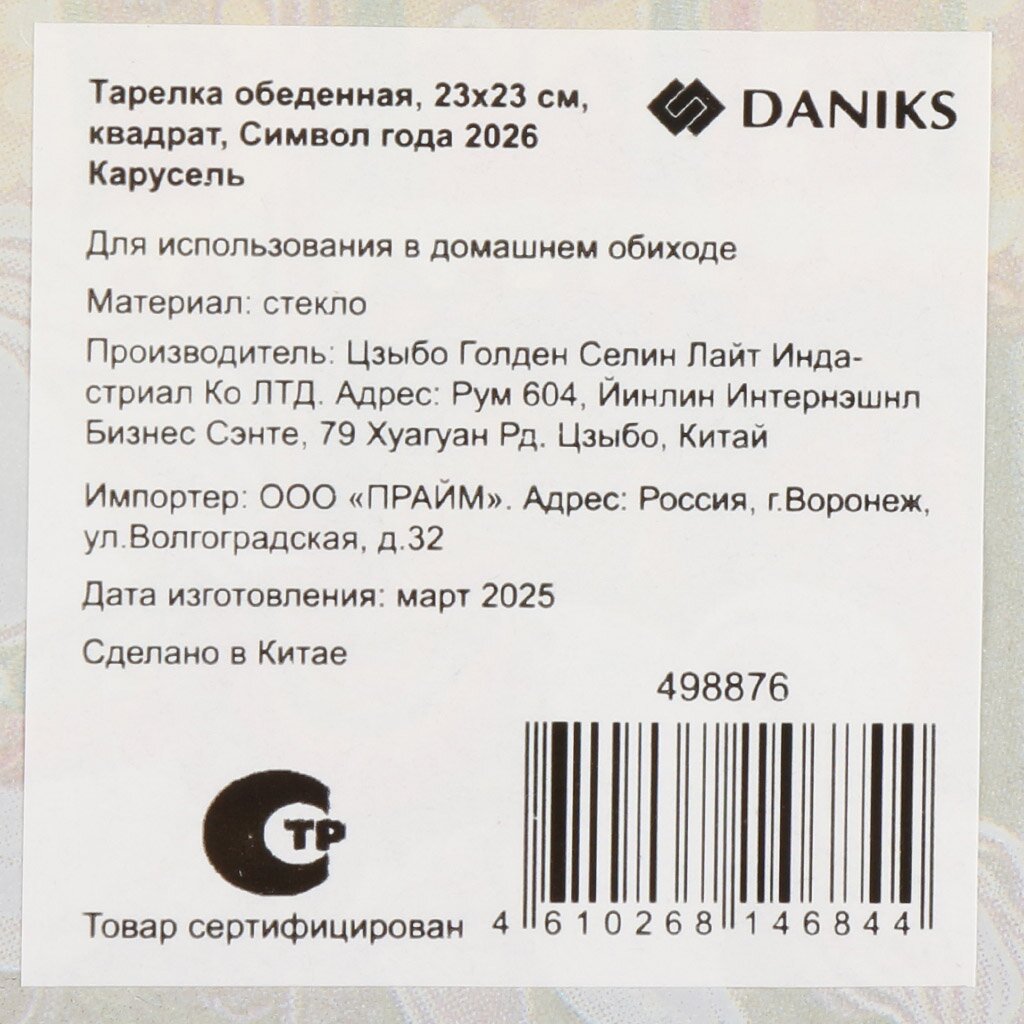 Тарелка обеденная, 23х23 см,
квадрат, Символ года 2026
Карусель
DANIKS
Для использования в домашнем обиходе
Материал: стекло
Производитель: Цзыбо Голден Селин Лайт Инда-
стриал Ко ЛТД. Адрес: Рум 604, Йинлин Интернэшнл
Бизнес Сэнте, 79 Хуагуан Рд. Цзыбо, Китай
Импортер: ООО «ПРАЙМ». Адрес: Россия, г.Воронеж,
ул.Волгоградская, д.32
Дата изготовления: март 2025
Сделано в Китае
498876
ТР
Товар сертифицирован
4 610268 146844